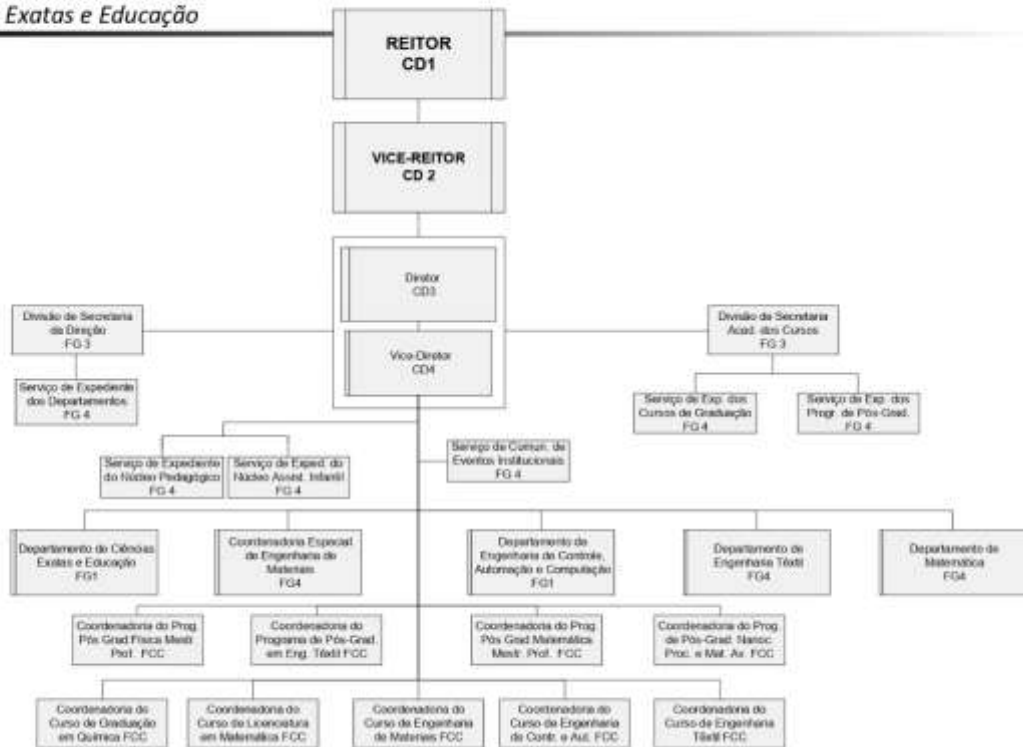 Exatas e Educação
REITOR
CD1
VICE-REITOR
CD 2
Diretor
CD3
Divisão de Secretaria
da Direção
FG 3
Divisão de Secretaria
Acad. dos Cursos
FG 3
Vice-Diretor
CD4
Serviço de Expediente
dos Departamentos
FG 4
Serviço de Exp. dos
Cursos de Graduação
FG 4
Serviço de Exp. dos
Progr. de Pós-Grad.
FG 4
Serviço de Expediente
do Núcleo Pedagógico
FG 4
Serviço de Exped. do
Núcleo Assist. Infantil
FG 4
Serviço de Comun. de
Eventos Institucionais
FG 4
Departamento de Ciências
Exatas e Educação
FG1
Coordenadoria Especial
de Engenharia de
Materiais
FG4
Departamento de
Engenharia de Controle,
Automação e Computação
FG1
Departamento de
Engenharia Têxtil
FG4
Departamento de
Matemática
FG4
Coordenadoria do Prog.
Pós Grad.Física Mestr.
Prof. FCC
Coordenadoria do
Programa de Pós-Grad.
em Eng. Têxtil FCC
Coordenadoria do Prog.
Pós Grad.Matemática
Mestr. Prof. FCC
Coordenadoria do Prog.
de Pós-Grad. Nanoc.
Proc. e Mat. Av. FCC
Coordenadoria do
Curso de Graduação
em Química FCC
Coordenadoria do
Curso de Licenciatura
em Matemática FCC
Coordenadoria do
Curso de Engenharia
de Materiais FCC
Coordenadoria do
Curso de Engenharia
de Contr. e Aut. FCC
Coordenadoria do
Curso de Engenharia
Têxtil FCC